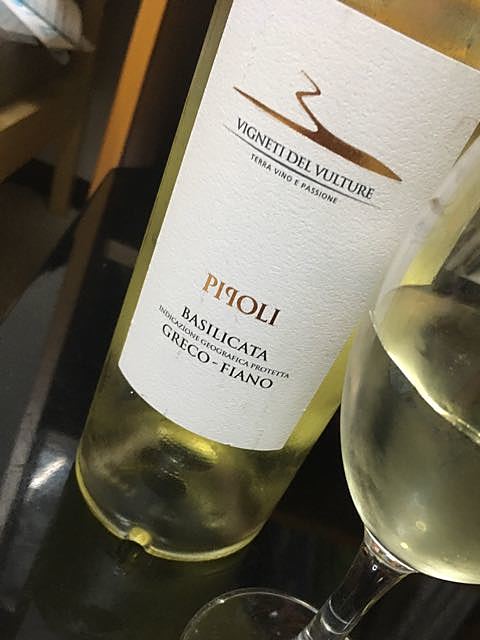 VIGNETI DEL VULTURE
TERRA VINO E PASSIONE
PIPOLI
BASILICATA
INDICAZIONE GEOGRAFICA PROTETTA
GRECO - FIANO